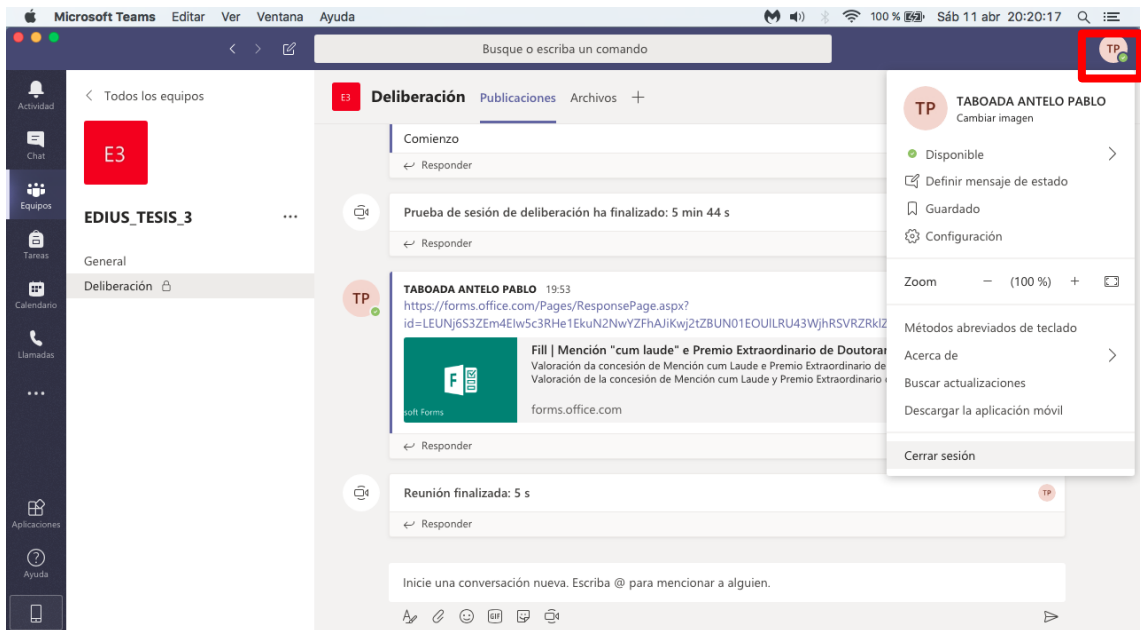 Microsoft Teams Editar Ver Ventana Ayuda 100 % Sáb 11 abr 20:20:17
Busque o escriba un comando
TP
Actividad
Chat
Equipos
Tareas
Calendario
Llamadas
Aplicaciones
Ayuda
Todos los equipos
E3
EDIUS_TESIS_3
General
Deliberación
E3 Deliberación Publicaciones Archivos
Comienzo
Responder
Prueba de sesión de deliberación ha finalizado: 5 min 44 s
Responder
TP
TABOADA ANTELO PABLO 19:53
https://forms.office.com/Pages/ResponsePage.aspx?
Fill | Mención "cum laude" e Premio Extraordinario de Doutorar
Valoración da concesión de Mención cum Laude e Premio Extraordinario de
Valoración de la concesión de Mención cum Laude y Premio Extraordinario
forms.office.com
F
soft Forms
Responder
Reunión finalizada: 5 s
TP
Responder
Inicie una conversación nueva. Escriba @ para mencionar a alguien.
GIF
TP
TABOADA ANTELO PABLO
Cambiar imagen
Disponible
Definir mensaje de estado
Guardado
Configuración
Zoom − (100 %) +
Métodos abreviados de teclado
Acerca de
Buscar actualizaciones
Descargar la aplicación móvil
Cerrar sesión